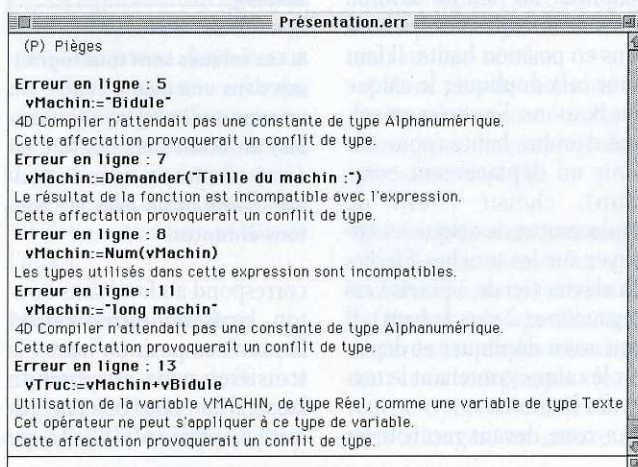 Présentation.err
(P) Pièges
Erreur en ligne : 5
vMachin:="Bidule"
4D Compiler n'attendait pas une constante de type Alphanumérique.
Cette affectation provoquerait un conflit de type.
Erreur en ligne : 7
vMachin:=Demander("Taille du machin :")
Le résultat de la fonction est incompatible avec l'expression.
Cette affectation provoquerait un conflit de type.
Erreur en ligne : 8
vMachin:=Num(vMachin)
Les types utilisés dans cette expression sont incompatibles.
Erreur en ligne : 11
vMachin:="Long machin"
4D Compiler n'attendait pas une constante de type Alphanumérique.
Cette affectation provoquerait un conflit de type.
Erreur en ligne : 13
vTruc:=vMachin+vBidule
Utilisation de la variable VMACHIN, de type Réel, comme une variable de type Texte
Cet opérateur ne peut s'appliquer à ce type de variable.
Cette affectation provoquerait un conflit de type.